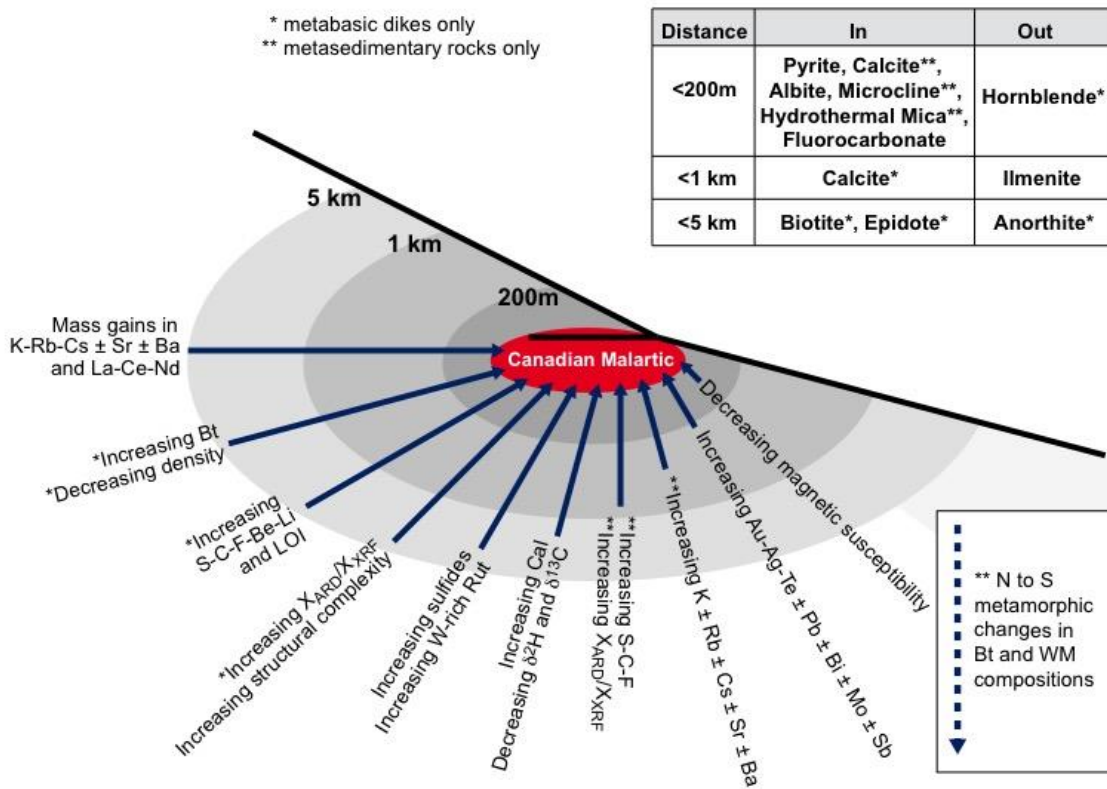 * metabasic dikes only
** metasedimentary rocks only
Distance In Out
<200m
Pyrite, Calcite**,
Albite, Microcline**,
Hydrothermal Mica**,
Fluorocarbonate
Hornblende*
<1 km Calcite* Ilmenite
<5 km Biotite*, Epidote* Anorthite*
5 km
1 km
200m
Canadian Malartic
Mass gains in
K-Rb-Cs ± Sr ± Ba
and La-Ce-Nd
*Increasing Bt
*Decreasing density
*Increasing
S-C-F-Be-Li
and LOI
*Increasing XARD/XXRF
Increasing structural complexity
Increasing sulfides
Increasing W-rich Rut
Increasing Cal
Decreasing δ²H and δ¹³C
**Increasing S-C-F
**Increasing XARD/XXRF
**Increasing K ± Rb ± Cs ± Sr ± Ba
Increasing Au-Ag-Te ± Pb ± Bi ± Mo ± Sb
Decreasing magnetic susceptibility
** N to S
metamorphic
changes in
Bt and WM
compositions